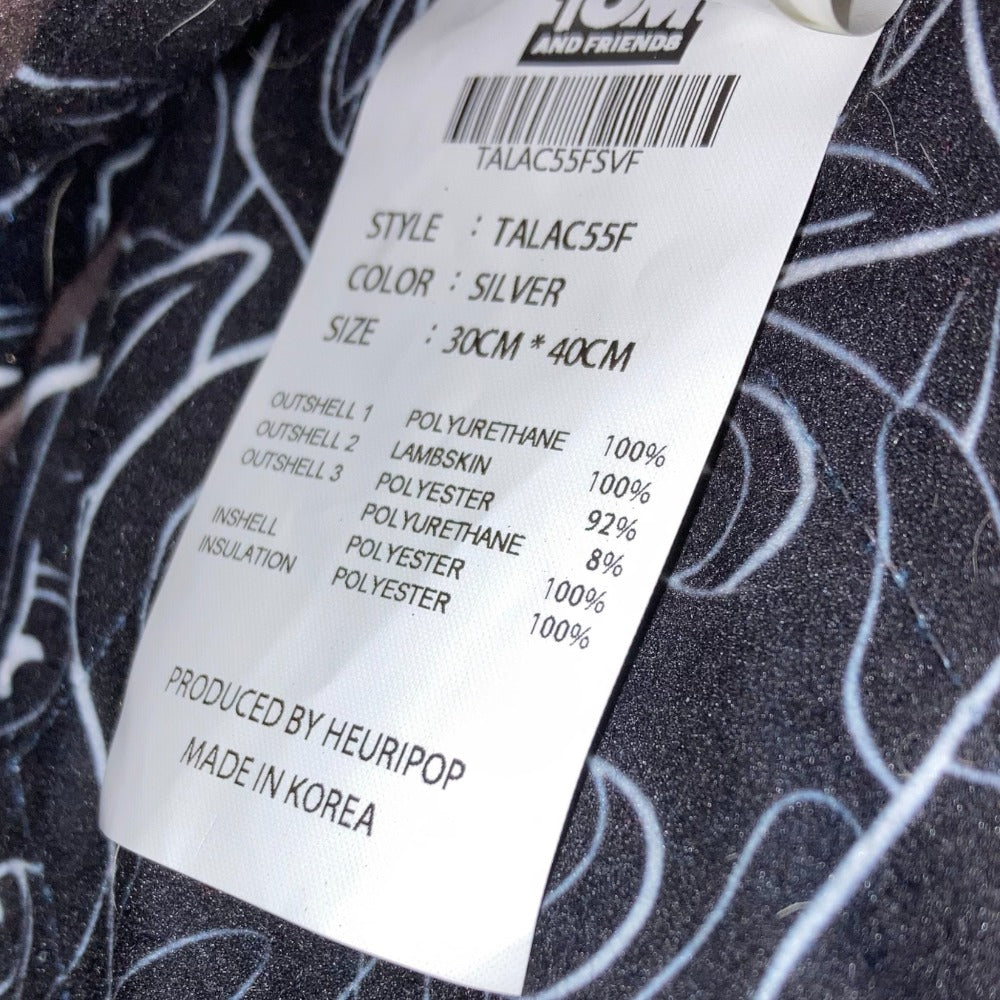 TOM
AND FRIENDS
TALAC55FSVF
STYLE : TALAC55F
COLOR : SILVER
SIZE : 30CM * 40CM
OUTSHELL 1 POLYURETHANE 100%
OUTSHELL 2 LAMBSKIN 100%
OUTSHELL 3 POLYESTER 92%
POLYURETHANE 8%
INSHELL POLYESTER 100%
INSULATION POLYESTER 100%
PRODUCED BY HEURIPOP
MADE IN KOREA